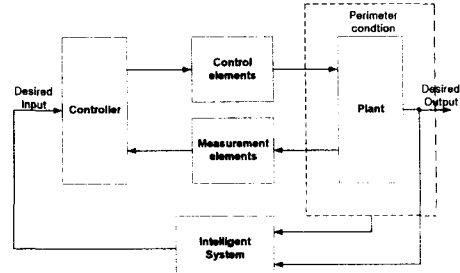 Perimeter
condtion
Control
elements
Desired
Input
Controller
Plant
Desired
Output
Measurement
elements
Intelligent
System